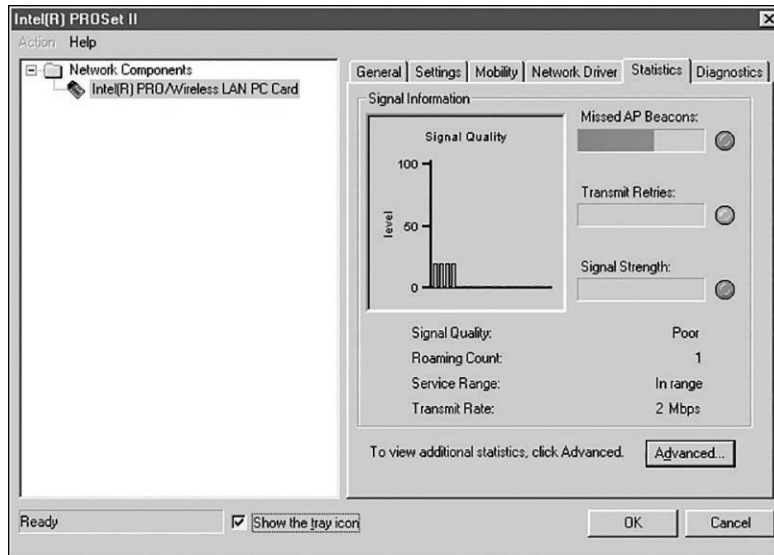 Intel(R) PROSet II
Action Help
Network Components
Intel(R) PRO/Wireless LAN PC Card
General Settings Mobility Network Driver Statistics Diagnostics
Signal Information
Signal Quality
100
50
0
level
Missed AP Beacons:
Transmit Retries:
Signal Strength:
Signal Quality: Poor
Roaming Count: 1
Service Range: In range
Transmit Rate: 2 Mbps
To view additional statistics, click Advanced. Advanced...
Ready Show the tray icon OK Cancel